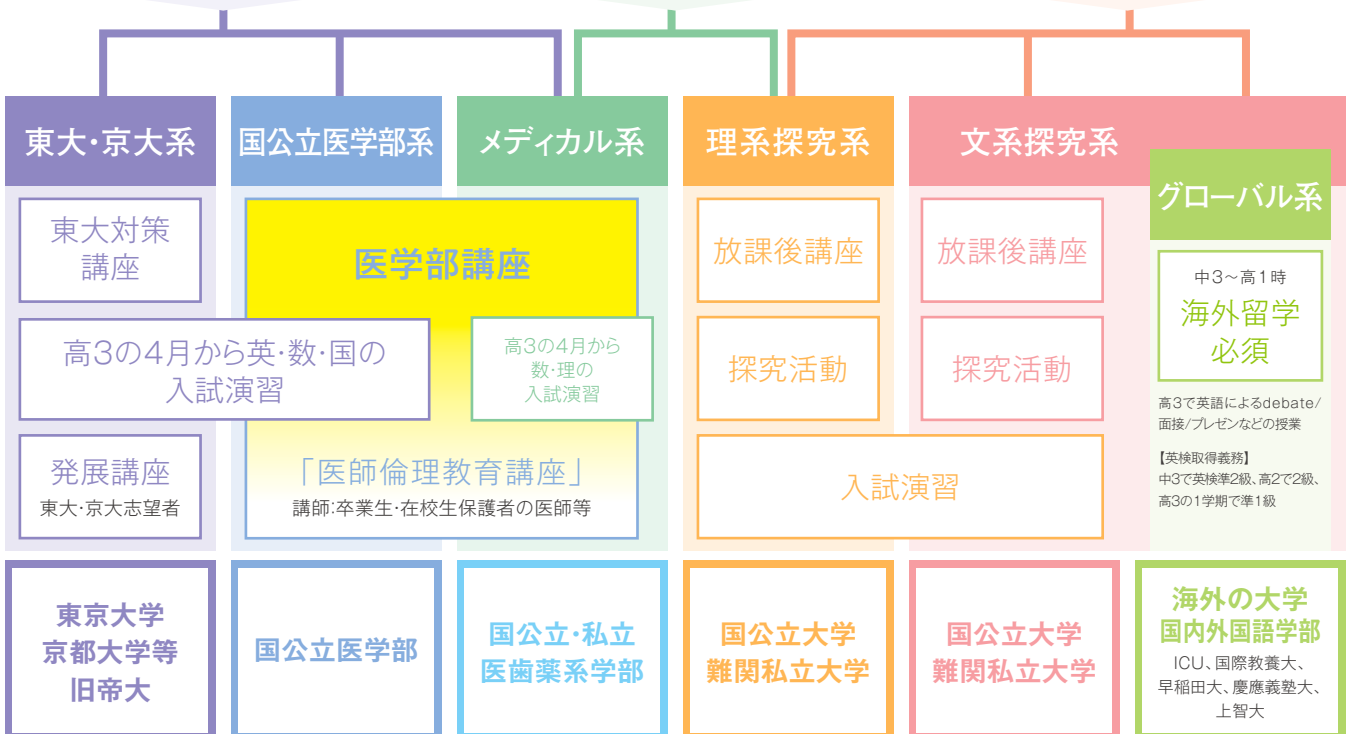 東大・京大系
国公立医学部系
メディカル系
理系探究系
文系探究系
グローバル系
東大対策
講座
医学部講座
放課後講座
放課後講座
中3〜高1時
海外留学
必須
高3の4月から英・数・国の
入試演習
高3の4月から
数・理の
入試演習
探究活動
探究活動
高3で英語によるdebate/
面接/プレゼンなどの授業
【英検取得義務】
中3で英検準2級、高2で2級、
高3の1学期で準1級
発展講座
東大・京大志望者
「医師倫理教育講座」
講師:卒業生・在校生保護者の医師等
入試演習
東京大学
京都大学等
旧帝大
国公立医学部
国公立・私立
医歯薬系学部
国公立大学
難関私立大学
国公立大学
難関私立大学
海外の大学
国内外国語学部
ICU、国際教養大、
早稲田大、慶應義塾大、
上智大